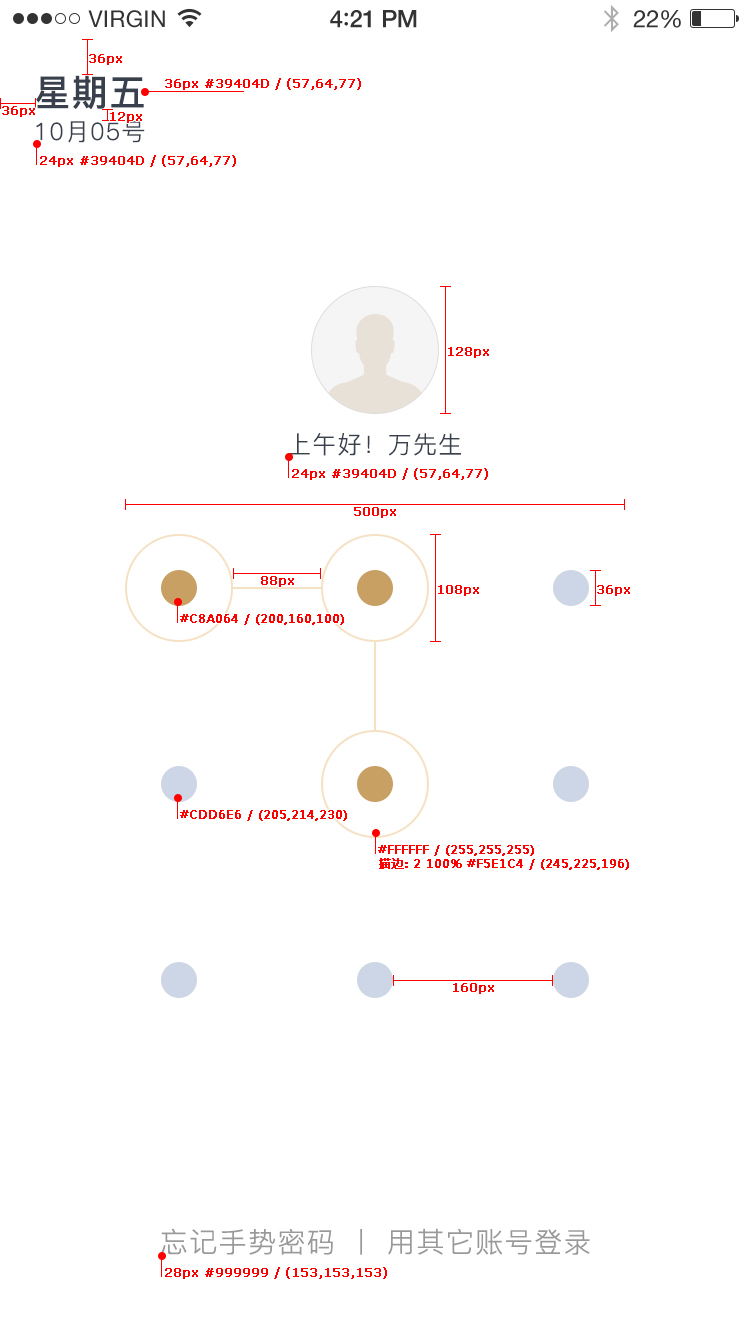 VIRGIN 4:21 PM 22%
36px
星期五
36px #39404D / (57,64,77)
36px
12px
10月05号
24px #39404D / (57,64,77)
128px
上午好！万先生
24px #39404D / (57,64,77)
500px
88px
108px
36px
#C8A064 / (200,160,100)
#CDD6E6 / (205,214,230)
#FFFFFF / (255,255,255)
描边: 2 100% #F5E1C4 / (245,225,196)
160px
忘记手势密码 | 用其它账号登录
28px #999999 / (153,153,153)